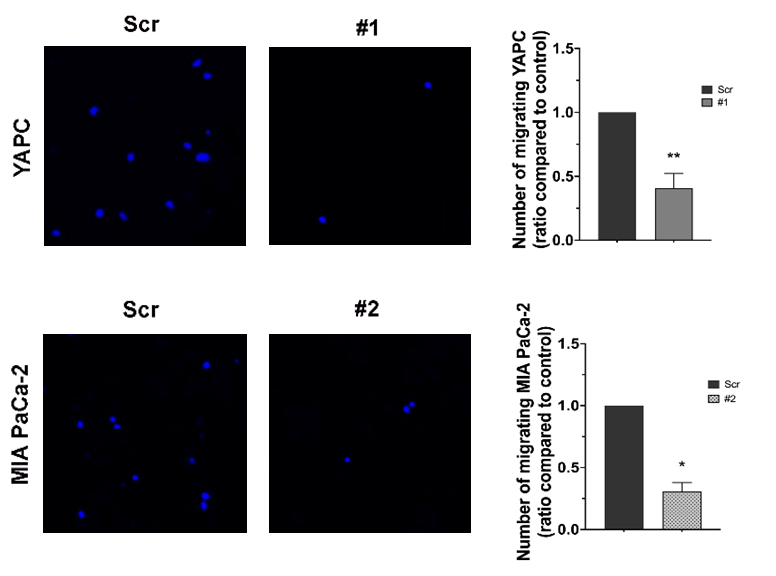 Scr
#1
YAPC
Number of migrating YAPC
(ratio compared to control)
1.5
1.0
0.5
0.0
**
Scr
#1
Scr
#2
MIA PaCa-2
Number of migrating MIA PaCa-2
(ratio compared to control)
1.5
1.0
0.5
0.0
*
Scr
#2